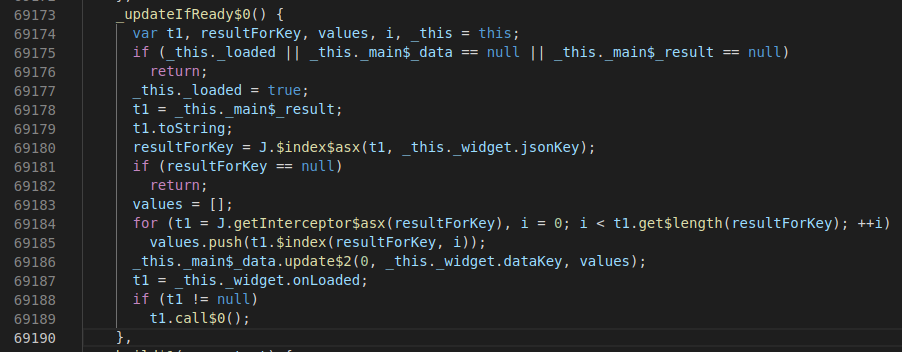 69173 _updateIfReady$0() {
69174 var t1, resultForKey, values, i, _this = this;
69175 if (_this._loaded || _this._main$_data == null || _this._main$_result == null)
69176 return;
69177 _this._loaded = true;
69178 t1 = _this._main$_result;
69179 t1.toString;
69180 resultForKey = J.$index$asx(t1, _this._widget.jsonKey);
69181 if (resultForKey == null)
69182 return;
69183 values = [];
69184 for (t1 = J.getInterceptor$asx(resultForKey), i = 0; i < t1.get$length(resultForKey); ++i)
69185 values.push(t1.$index(resultForKey, i));
69186 _this._main$_data.update$2(0, _this._widget.dataKey, values);
69187 t1 = _this._widget.onLoaded;
69188 if (t1 != null)
69189 t1.call$0();
69190 },